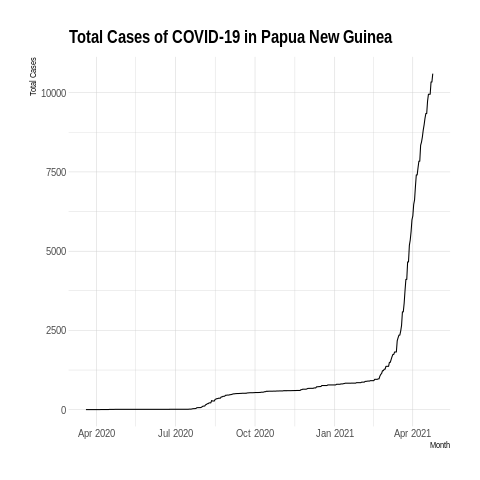 Total Cases of COVID-19 in Papua New Guinea
Total Cases
10000
7500
5000
2500
0
Apr 2020 Jul 2020 Oct 2020 Jan 2021 Apr 2021
Month